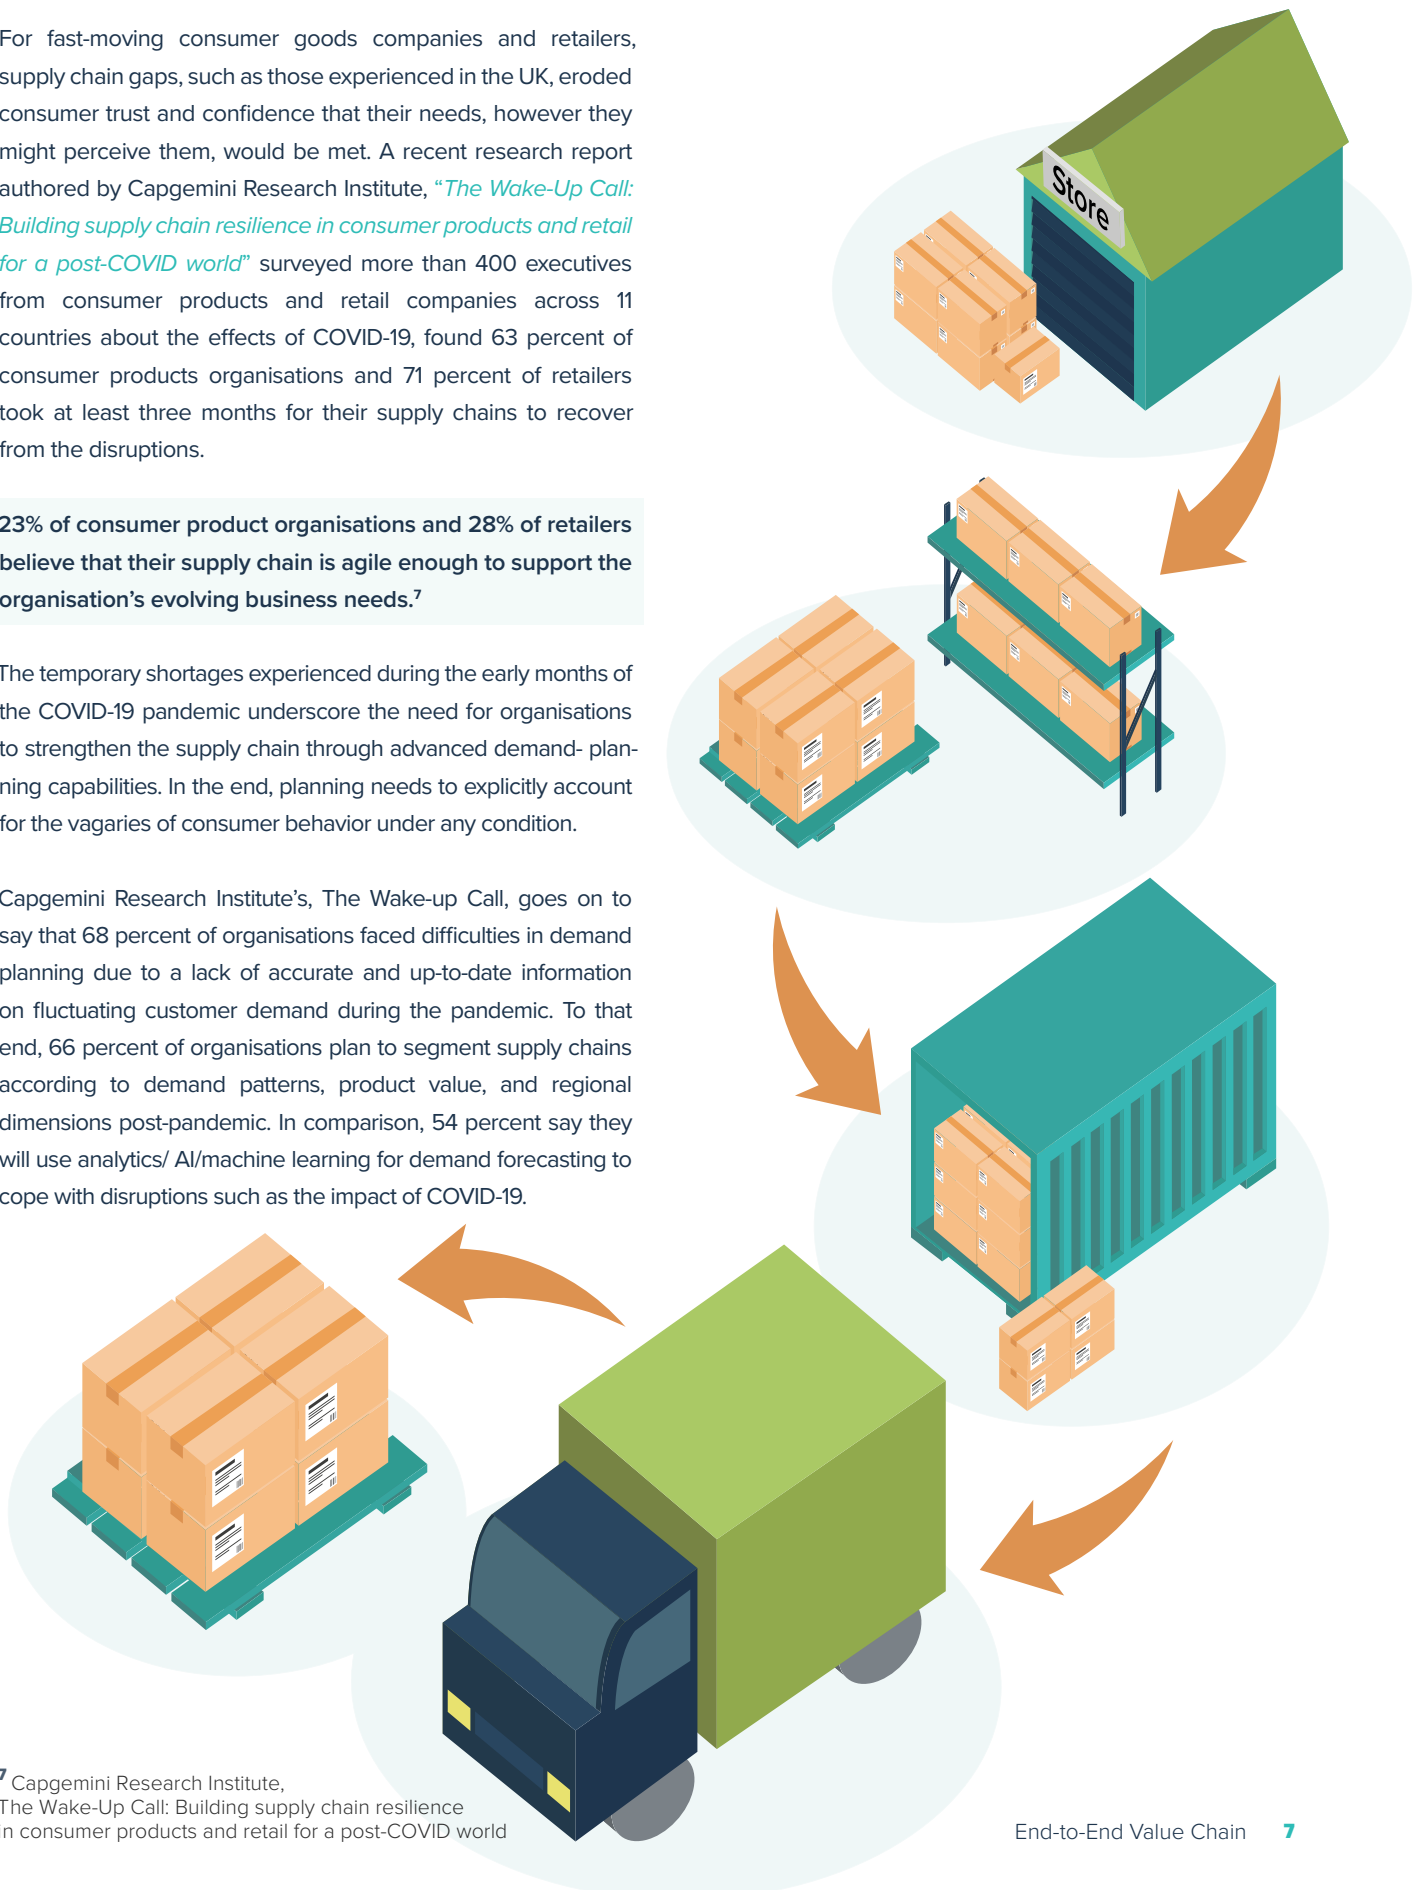 For fast-moving consumer goods companies and retailers,
supply chain gaps, such as those experienced in the UK, eroded
consumer trust and confidence that their needs, however they
might perceive them, would be met. A recent research report
authored by Capgemini Research Institute, “The Wake-Up Call:
Building supply chain resilience in consumer products and retail
for a post-COVID world” surveyed more than 400 executives
from consumer products and retail companies across 11
countries about the effects of COVID-19, found 63 percent of
consumer products organisations and 71 percent of retailers
took at least three months for their supply chains to recover
from the disruptions.
23% of consumer product organisations and 28% of retailers
believe that their supply chain is agile enough to support the
organisation’s evolving business needs.⁷
The temporary shortages experienced during the early months of
the COVID-19 pandemic underscore the need for organisations
to strengthen the supply chain through advanced demand- plan-
ning capabilities. In the end, planning needs to explicitly account
for the vagaries of consumer behavior under any condition.
Capgemini Research Institute’s, The Wake-up Call, goes on to
say that 68 percent of organisations faced difficulties in demand
planning due to a lack of accurate and up-to-date information
on fluctuating customer demand during the pandemic. To that
end, 66 percent of organisations plan to segment supply chains
according to demand patterns, product value, and regional
dimensions post-pandemic. In comparison, 54 percent say they
will use analytics/ AI/machine learning for demand forecasting to
cope with disruptions such as the impact of COVID-19.
Store
⁷ Capgemini Research Institute,
The Wake-Up Call: Building supply chain resilience
in consumer products and retail for a post-COVID world
End-to-End Value Chain 7